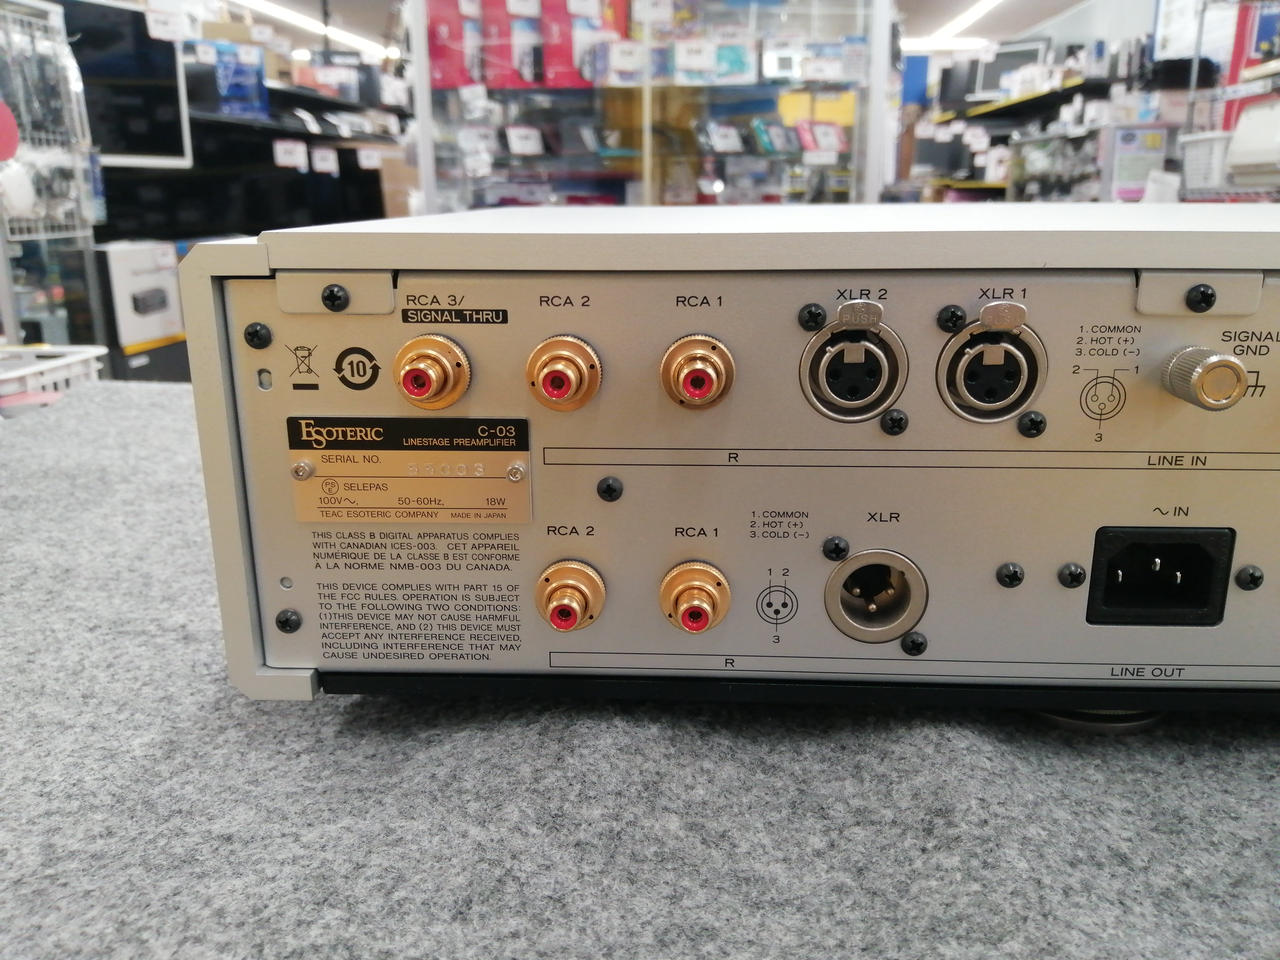 RCA 3/
SIGNAL THRU
RCA 2
RCA 1
XLR 2
PUSH
XLR 1
PUSH
1. COMMON
2. HOT (+)
3. COLD (−)
2 1
3
SIGNAL
GND
10
ESOTERIC
C-03
LINESTAGE PREAMPLIFIER
SERIAL NO.
PS
E
SELEPAS
100V～, 50-60Hz, 18W
TEAC ESOTERIC COMPANY MADE IN JAPAN
R
LINE IN
THIS CLASS B DIGITAL APPARATUS COMPLIES
WITH CANADIAN ICES-003. CET APPAREIL
NUMÉRIQUE DE LA CLASSE B EST CONFORME
À LA NORME NMB-003 DU CANADA.
THIS DEVICE COMPLIES WITH PART 15 OF
THE FCC RULES. OPERATION IS SUBJECT
TO THE FOLLOWING TWO CONDITIONS:
(1)THIS DEVICE MAY NOT CAUSE HARMFUL
INTERFERENCE, AND (2) THIS DEVICE MUST
ACCEPT ANY INTERFERENCE RECEIVED,
INCLUDING INTERFERENCE THAT MAY
CAUSE UNDESIRED OPERATION.
RCA 2
RCA 1
1. COMMON
2. HOT (+)
3. COLD (−)
1 2
3
XLR
～ IN
R
LINE OUT